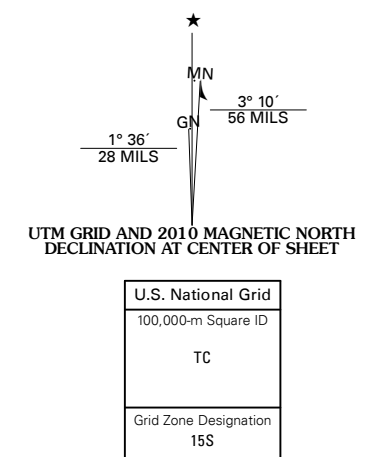 ★
MN
3° 10´
56 MILS
GN
1° 36´
28 MILS
UTM GRID AND 2010 MAGNETIC NORTH
DECLINATION AT CENTER OF SHEET
U.S. National Grid
100,000-m Square ID
TC
Grid Zone Designation
15S